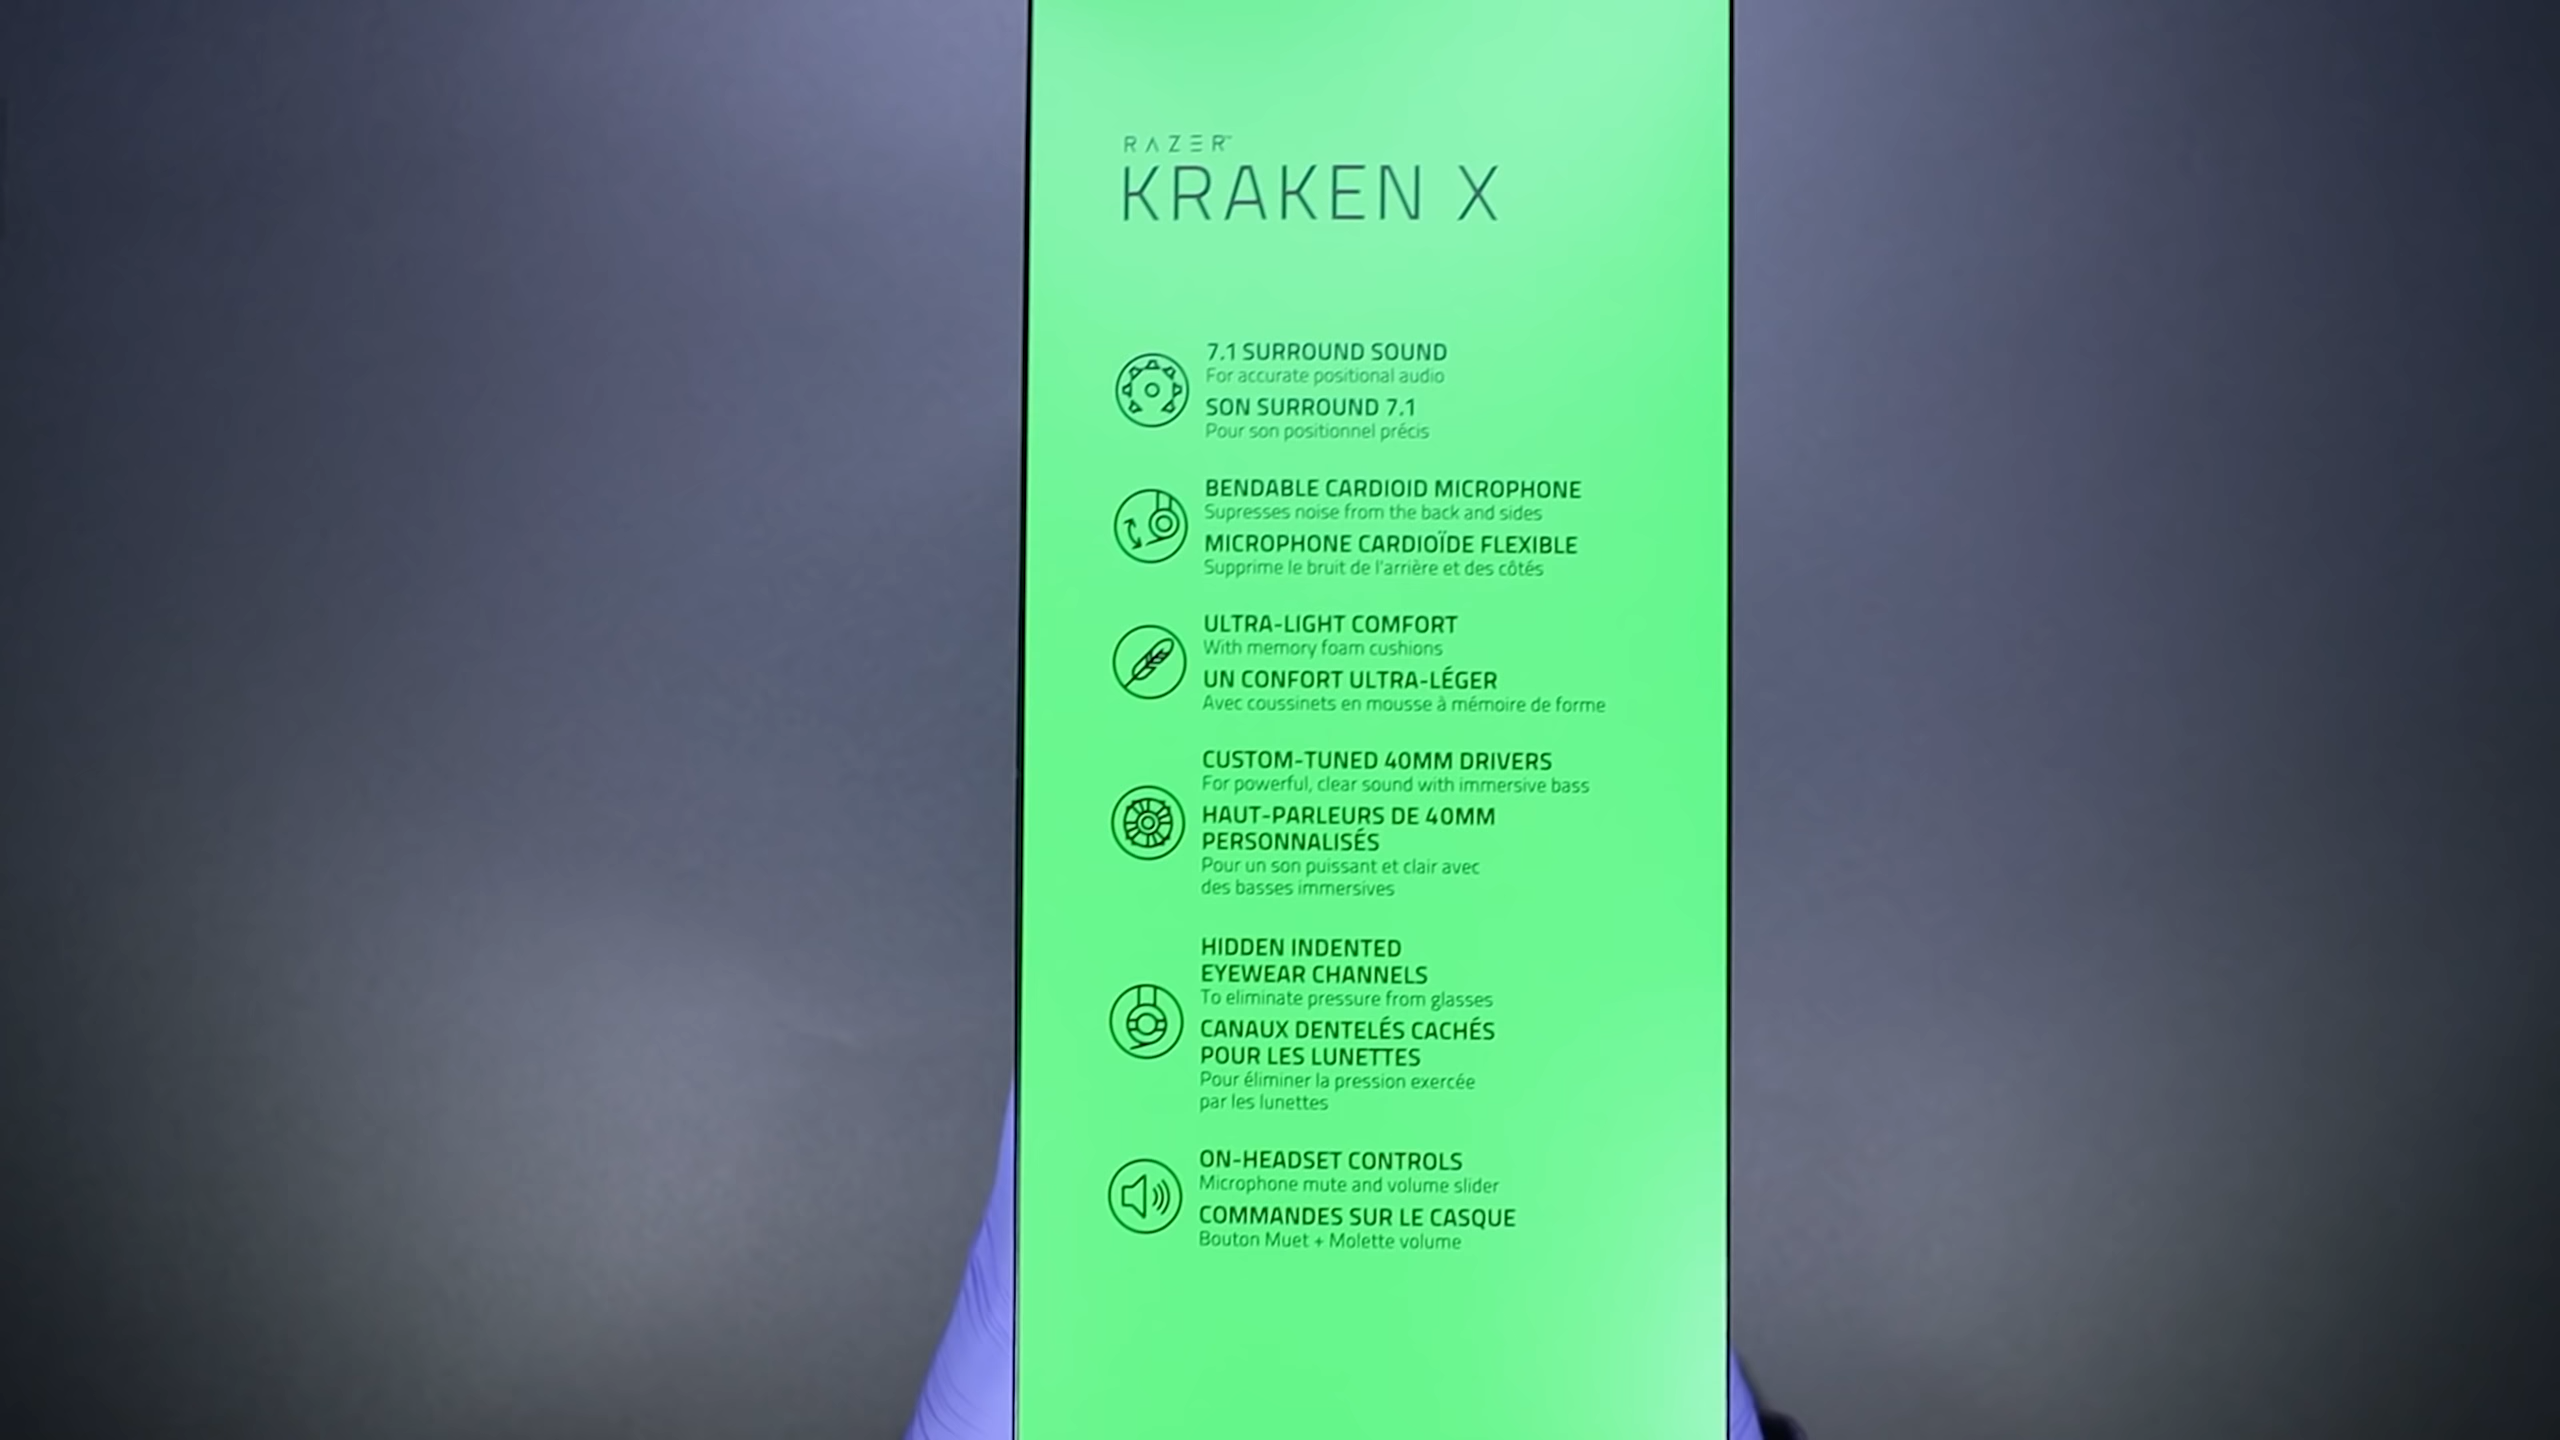 RAZER™
KRAKEN X
7.1 SURROUND SOUND
For accurate positional audio
SON SURROUND 7.1
Pour son positionnel précis
BENDABLE CARDIOID MICROPHONE
Supresses noise from the back and sides
MICROPHONE CARDIOÏDE FLEXIBLE
Supprime le bruit de l'arrière et des côtés
ULTRA-LIGHT COMFORT
With memory foam cushions
UN CONFORT ULTRA-LÉGER
Avec coussinets en mousse à mémoire de forme
CUSTOM-TUNED 40MM DRIVERS
For powerful, clear sound with immersive bass
HAUT-PARLEURS DE 40MM
PERSONNALISÉS
Pour un son puissant et clair avec
des basses immersives
HIDDEN INDENTED
EYEWEAR CHANNELS
To eliminate pressure from glasses
CANAUX DENTELÉS CACHÉS
POUR LES LUNETTES
Pour éliminer la pression exercée
par les lunettes
ON-HEADSET CONTROLS
Microphone mute and volume slider
COMMANDES SUR LE CASQUE
Bouton Muet + Molette volume